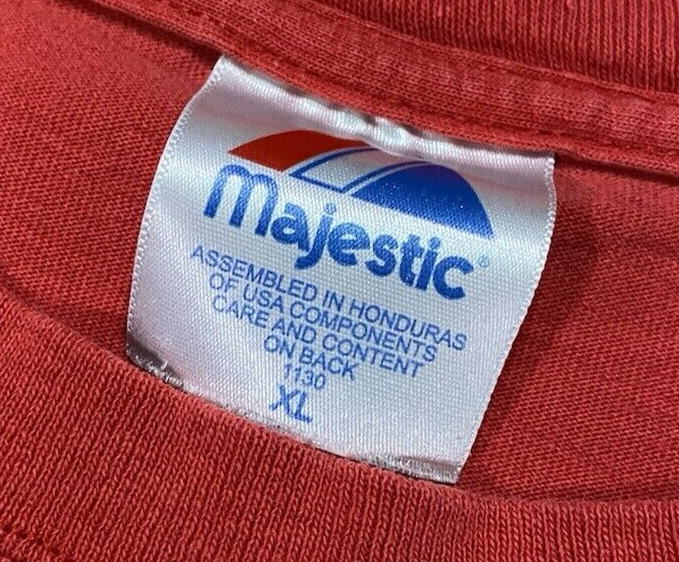 Majestic®
ASSEMBLED IN HONDURAS
OF USA COMPONENTS
CARE AND CONTENT
ON BACK
1130
XL